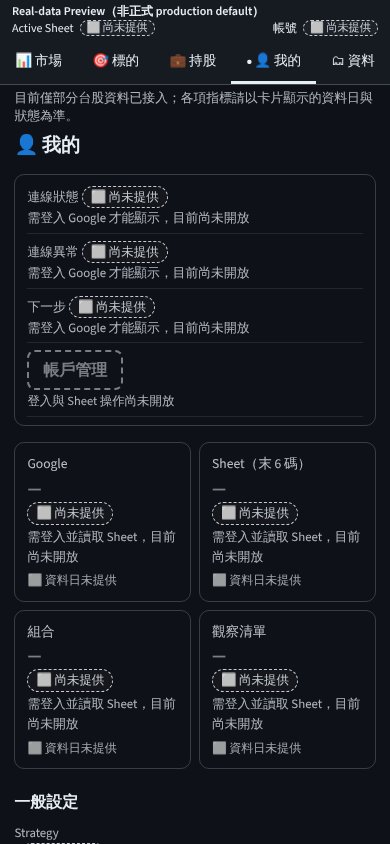 Real-data Preview（非正式 production default）
Active Sheet ⬜ 尚未提供 帳號 ⬜ 尚未提供
📊 市場 🎯 標的 💼 持股 • 👤 我的 🗂 資料
目前僅部分台股資料已接入；各項指標請以卡片顯示的資料日與
狀態為準。
👤 我的
連線狀態 ⬜ 尚未提供
需登入 Google 才能顯示，目前尚未開放
連線異常 ⬜ 尚未提供
需登入 Google 才能顯示，目前尚未開放
下一步 ⬜ 尚未提供
需登入 Google 才能顯示，目前尚未開放
帳戶管理
登入與 Sheet 操作尚未開放
Google
—
⬜ 尚未提供
需登入並讀取 Sheet，目前
尚未開放
⬜ 資料日未提供
Sheet（末 6 碼）
—
⬜ 尚未提供
需登入並讀取 Sheet，目前
尚未開放
⬜ 資料日未提供
組合
—
⬜ 尚未提供
需登入並讀取 Sheet，目前
尚未開放
⬜ 資料日未提供
觀察清單
—
⬜ 尚未提供
需登入並讀取 Sheet，目前
尚未開放
⬜ 資料日未提供
一般設定
Strategy